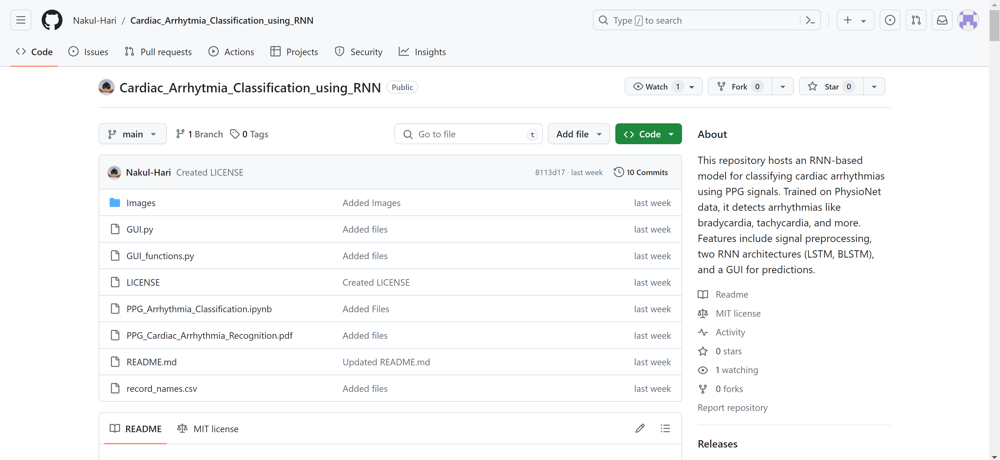 Nakul-Hari / Cardiac_Arrhytmia_Classification_using_RNN
Type / to search
Code Issues Pull requests Actions Projects Security Insights
Cardiac_Arrhytmia_Classification_using_RNN Public
Watch 1 Fork 0 Star 0
main 1 Branch 0 Tags Go to file t Add file Code
Nakul-Hari Created LICENSE 8113d17 · last week 10 Commits
Images Added Images last week
GUI.py Added files last week
GUI_functions.py Added files last week
LICENSE Created LICENSE last week
PPG_Arrhythmia_Classification.ipynb Added Files last week
PPG_Cardiac_Arrhythmia_Recognition.pdf Added files last week
README.md Updated README.md last week
record_names.csv Added files last week
README MIT license
About
This repository hosts an RNN-based
model for classifying cardiac arrhythmias
using PPG signals. Trained on PhysioNet
data, it detects arrhythmias like
bradycardia, tachycardia, and more.
Features include signal preprocessing,
two RNN architectures (LSTM, BLSTM),
and a GUI for predictions.
Readme
MIT license
Activity
0 stars
1 watching
0 forks
Report repository
Releases